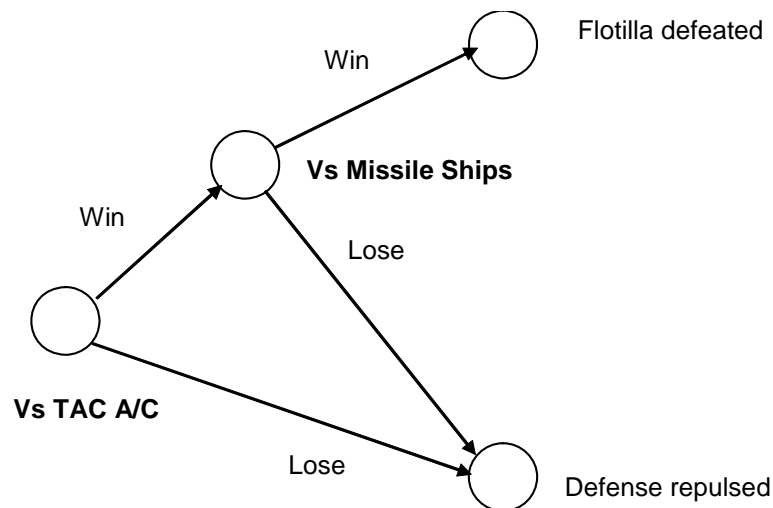 Flotilla defeated
Win
Vs Missile Ships
Win
Lose
Vs TAC A/C
Lose
Defense repulsed